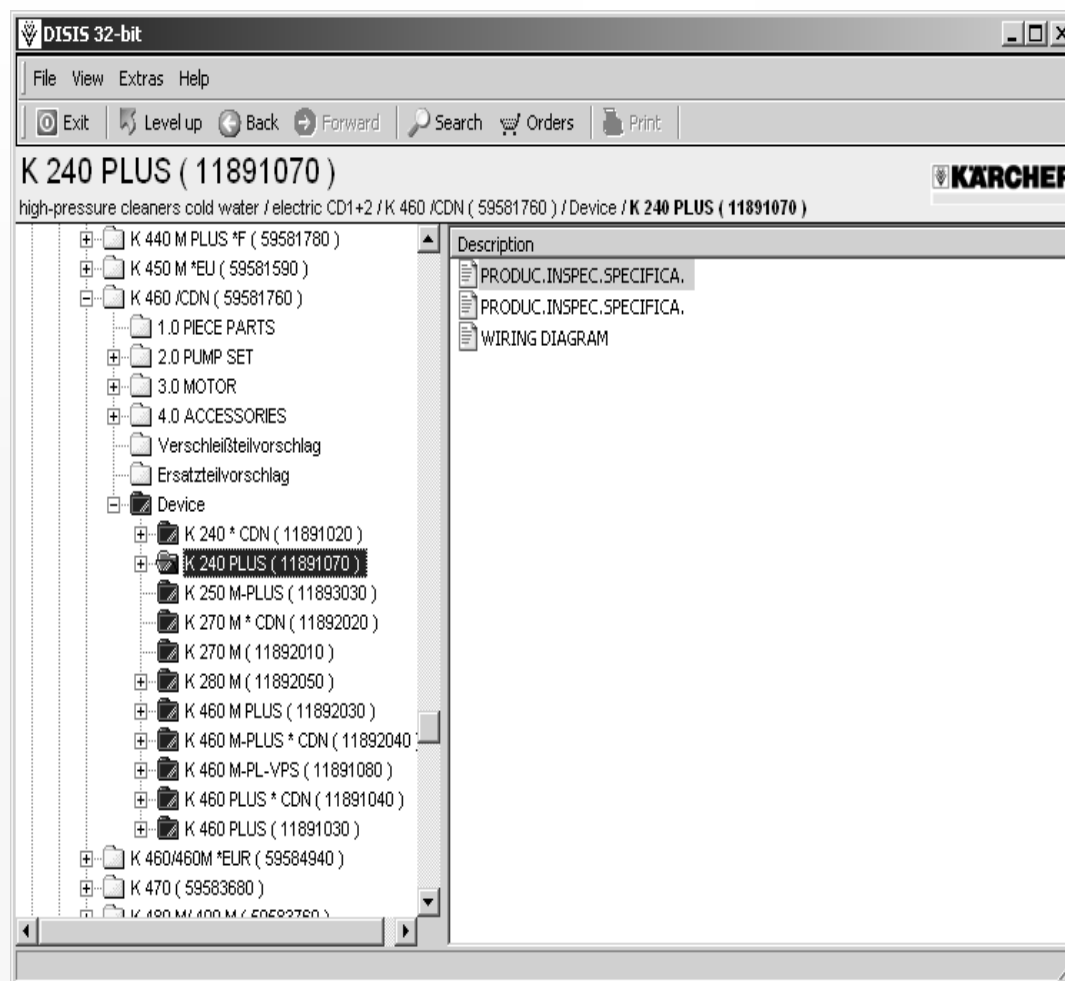 DISIS 32-bit
File View Extras Help
Exit Level up Back Forward Search Orders Print
K 240 PLUS ( 11891070 )
KÄRCHER
high-pressure cleaners cold water / electric CD1+2 / K 460 /CDN ( 59581760 ) / Device / K 240 PLUS ( 11891070 )
K 440 M PLUS *F ( 59581780 )
K 450 M *EU ( 59581590 )
K 460 /CDN ( 59581760 )
1.0 PIECE PARTS
2.0 PUMP SET
3.0 MOTOR
4.0 ACCESSORIES
Verschleißteilvorschlag
Ersatzteilvorschlag
Device
K 240 * CDN ( 11891020 )
K 240 PLUS ( 11891070 )
K 250 M-PLUS ( 11893030 )
K 270 M * CDN ( 11892020 )
K 270 M ( 11892010 )
K 280 M ( 11892050 )
K 460 M PLUS ( 11892030 )
K 460 M-PLUS * CDN ( 11892040 )
K 460 M-PL-VPS ( 11891080 )
K 460 PLUS * CDN ( 11891040 )
K 460 PLUS ( 11891030 )
K 460/460M *EUR ( 59584940 )
K 470 ( 59583680 )
Description
PRODUC.INSPEC.SPECIFICA.
PRODUC.INSPEC.SPECIFICA.
WIRING DIAGRAM